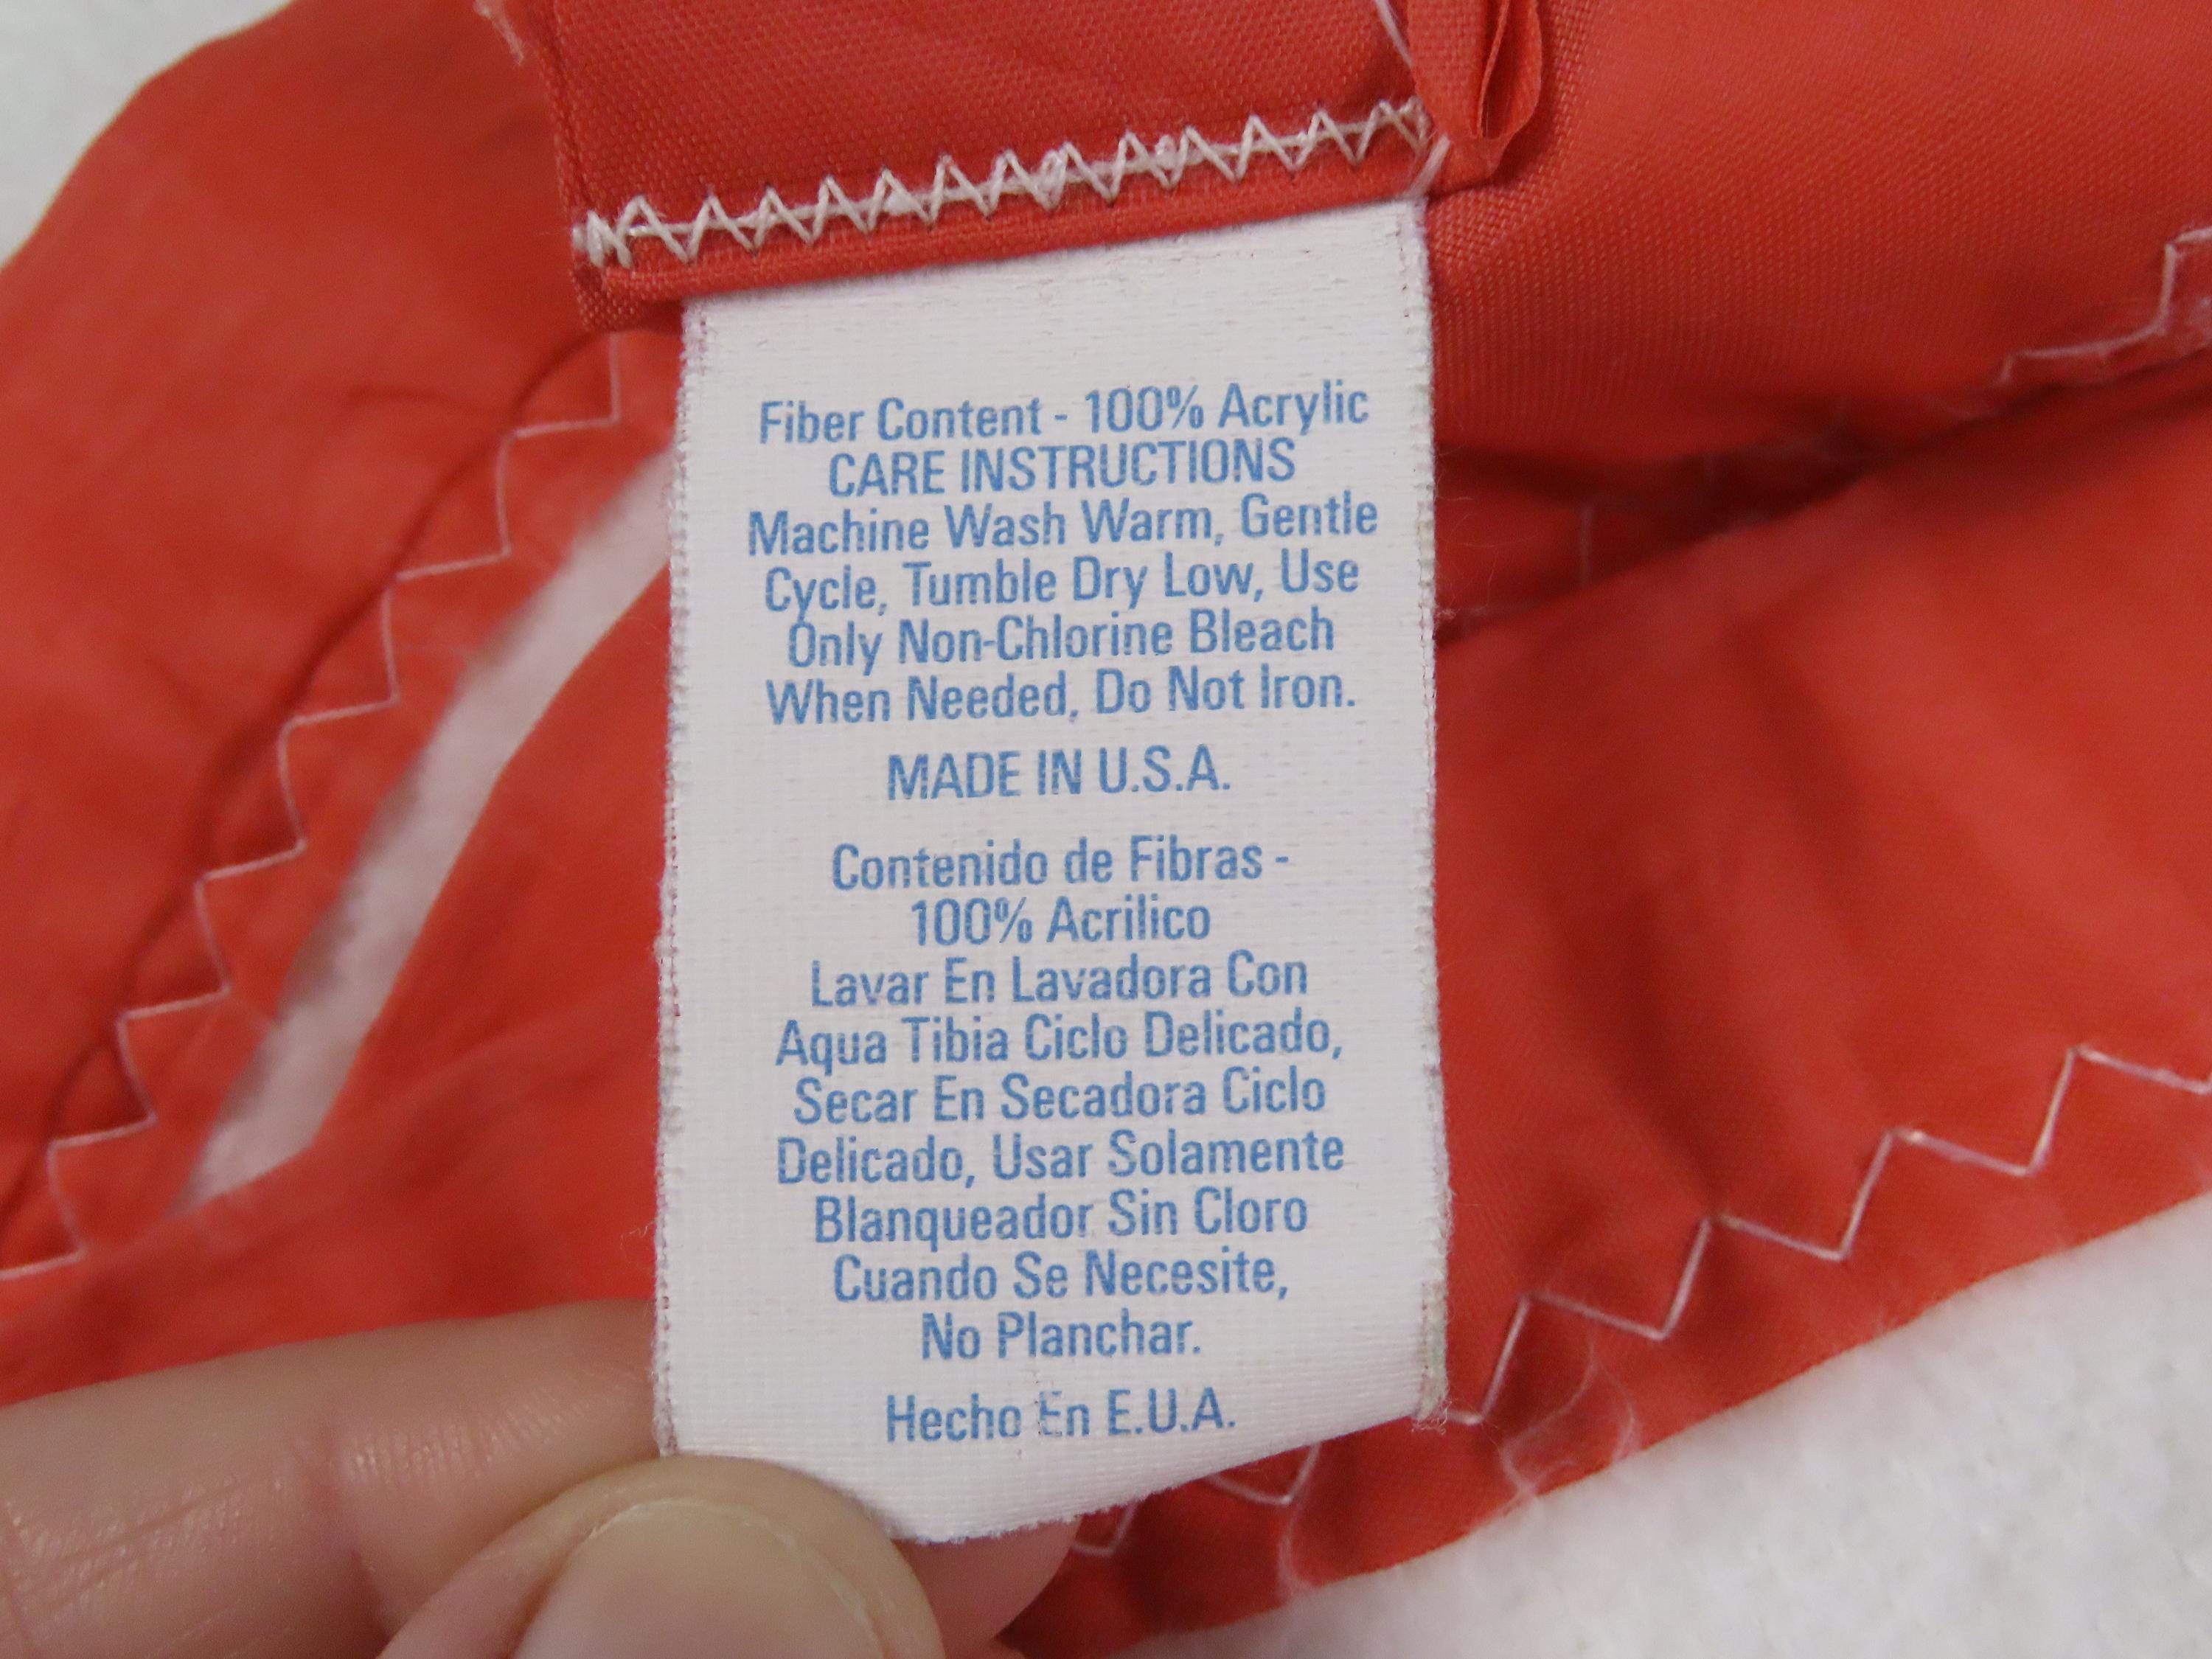 Fiber Content - 100% Acrylic
CARE INSTRUCTIONS
Machine Wash Warm, Gentle
Cycle, Tumble Dry Low, Use
Only Non-Chlorine Bleach
When Needed, Do Not Iron.
MADE IN U.S.A.
Contenido de Fibras -
100% Acrilico
Lavar En Lavadora Con
Aqua Tibia Ciclo Delicado,
Secar En Secadora Ciclo
Delicado, Usar Solamente
Blanqueador Sin Cloro
Cuando Se Necesite,
No Planchar.
Hecho En E.U.A.